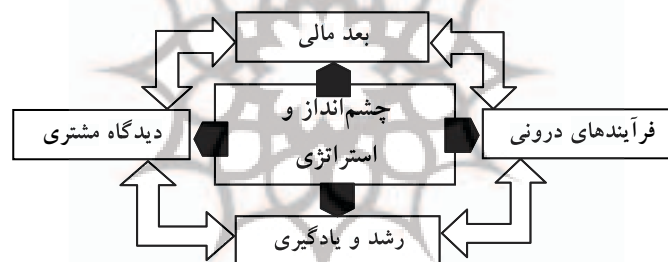 بعد مالی
چشم‌انداز و
استراتژی
فرآیندهای درونی
دیدگاه مشتری
رشد و یادگیری